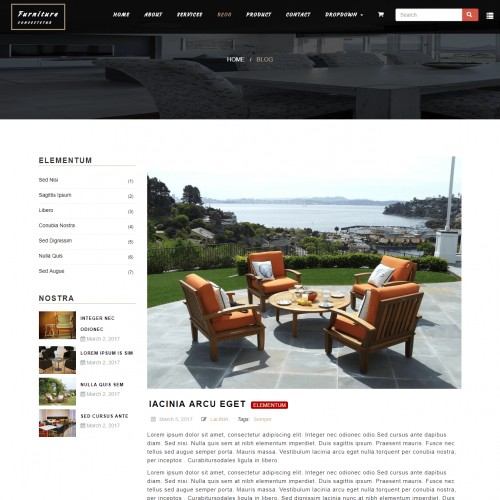 Furniture
CONSECTETUR
HOME ABOUT SERVICES BLOG PRODUCT CONTACT DROPDOWN
Search
HOME / BLOG
ELEMENTUM
Sed Nisi (1)
Sagittis Ipsum (2)
Libero (3)
Conubia Nostra (4)
Sed Dignissim (5)
Nulla Quis (6)
Sed Augue (7)
NOSTRA
INTEGER NEC
ODIONEC
March 2, 2017
LOREM IPSUM IS SIM
March 2, 2017
NULLA QUIS SEM
March 2, 2017
SED CURSUS ANTE
March 2, 2017
IACINIA ARCU EGET ELEMENTUM
March 3, 2017 Lacinia Tags: Semper
Lorem ipsum dolor sit amet, consectetur adipiscing elit. Integer nec odionec odio Sed cursus ante dapibus
diam. Sed nisi. Nulla quis sem at nibh elementum imperdiet. Duis sagittis ipsum. Praesent mauris. Fusce nec
tellus sed augue semper porta. Mauris massa. Vestibulum lacinia arcu eget nulla torquent per conubia nostra,
per inceptos . Curabitursodales ligula in libero.
Lorem ipsum dolor sit amet, consectetur adipiscing elit. Integer nec odionec odio Sed cursus ante dapibus
diam. Sed nisi. Nulla quis sem at nibh elementum imperdiet. Duis sagittis ipsum. Praesent mauris. Fusce nec
tellus sed augue semper porta. Mauris massa. Vestibulum lacinia arcu eget nulla torquent per conubia nostra,
per inceptos . Curabitursodales ligula in libero. Sed dignissim lacinia nunc at nibh elementum imperdiet. Duis